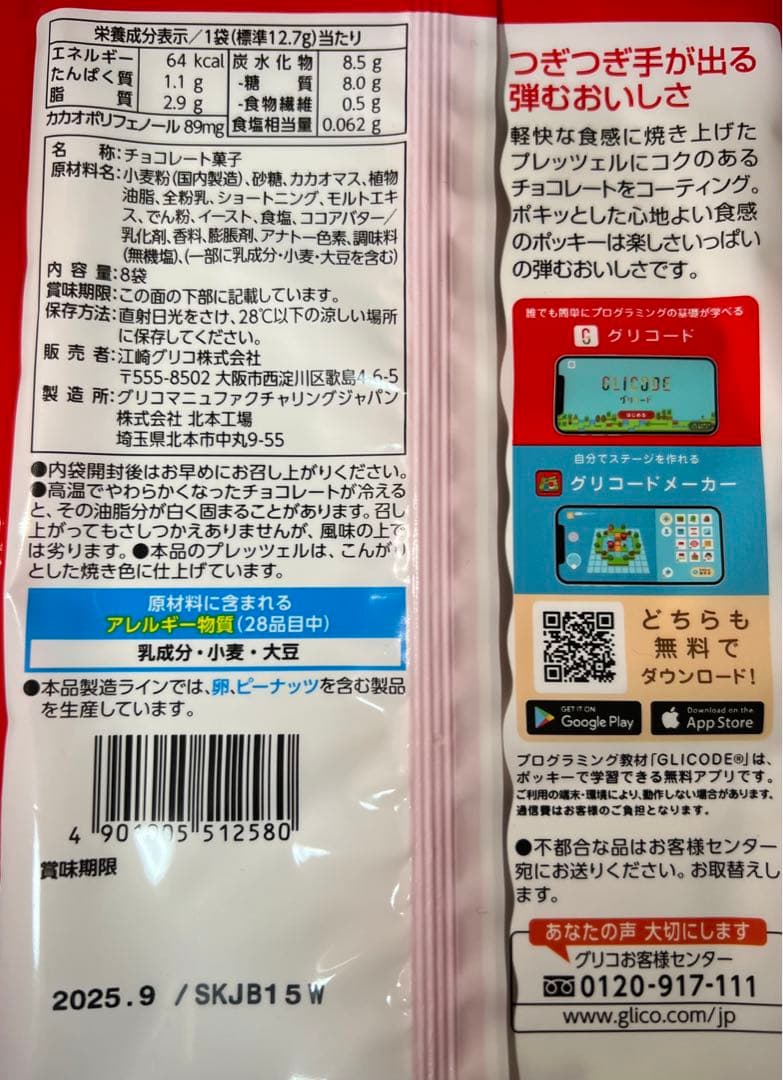 栄養成分表示/1袋(標準12.7g)当たり
エネルギー 64 kcal 炭水化物 8.5 g
たんぱく質 1.1 g -糖質 8.0 g
脂質 2.9 g -食物繊維 0.5 g
カカオポリフェノール 89mg 食塩相当量 0.062 g
名称:チョコレート菓子
原材料名:小麦粉(国内製造)、砂糖、カカオマス、植物
油脂、全粉乳、ショートニング、モルトエキ
ス、でん粉、イースト、食塩、ココアバター/
乳化剤、香料、膨脹剤、アナトー色素、調味料
(無機塩)、(一部に乳成分・小麦・大豆を含む)
内容量:8袋
賞味期限:この面の下部に記載しています。
保存方法:直射日光をさけ、28℃以下の涼しい場所
に保存してください。
販売者:江崎グリコ株式会社
〒555-8502 大阪市西淀川区歌島4-6-5
製造所:グリコマニュファクチャリングジャパン
株式会社 北本工場
埼玉県北本市中丸9-55
●内袋開封後はお早めにお召し上がりください。
●高温でやわらかくなったチョコレートが冷える
と、その油脂分が白く固まることがあります。召し
上がってもさしつかえありませんが、風味の上で
は劣ります。●本品のプレッツェルは、こんがり
とした焼き色に仕上げています。
原材料に含まれる
アレルギー物質(28品目中)
乳成分・小麦・大豆
●本品製造ラインでは、卵、ピーナッツを含む製品
を生産しています。
4 901005 512580
賞味期限
2025.9 /SKJB15W
つぎつぎ手が出る
弾むおいしさ
軽快な食感に焼き上げた
プレッツェルにコクのある
チョコレートをコーティング。
ポキッとした心地よい食感
のポッキーは楽しさいっぱい
の弾むおいしさです。
誰でも簡単にプログラミングの基礎が学べる
グリコード
GLICODE
グリコード
はじめる
自分でステージを作れる
グリコードメーカー
どちらも
無料で
ダウンロード!
GET IT ON
Google Play
Download on the
App Store
プログラミング教材「GLICODE®」は、
ポッキーで学習できる無料アプリです。
ご利用の端末・環境により、動作しない場合があります。
通信費はお客様のご負担となります。
●不都合な品はお客様センター
宛にお送りください。お取替えし
ます。
あなたの声 大切にします
グリコお客様センター
0120-917-111
www.glico.com/jp